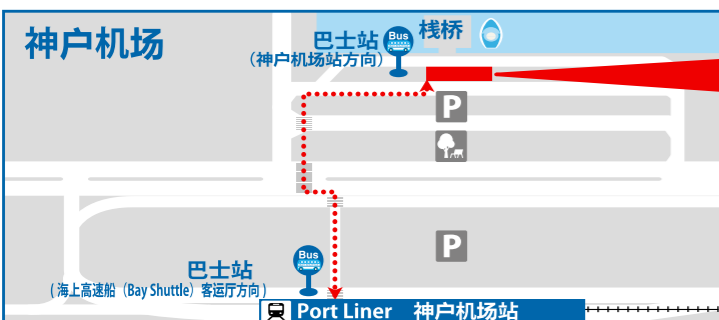 神户机场
栈桥
巴士站
Bus
（神户机场站方向）
P
P
Bus
巴士站
（海上高速船（Bay Shuttle）客运厅方向）
Port Liner 神户机场站